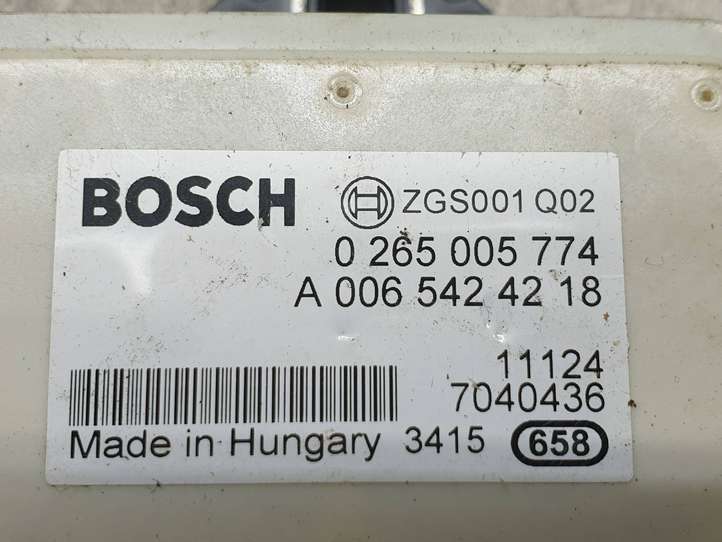 BOSCH ZGS001 Q02
0 265 005 774
A 006 542 42 18
11124
7040436
Made in Hungary 3415 658